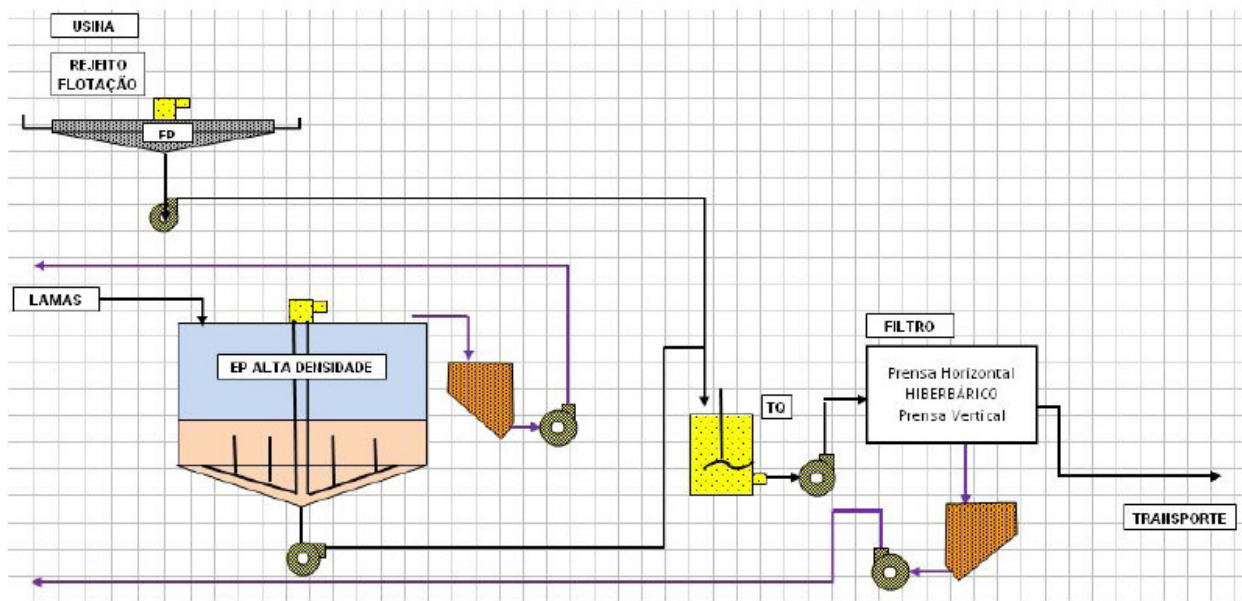 USINA
REJEITO
FLOTAÇÃO
EP
LAMAS
EP ALTA DENSIDADE
TQ
FILTRO
Prensa Horizontal
HIBERBÁRICO
Prensa Vertical
TRANSPORTE